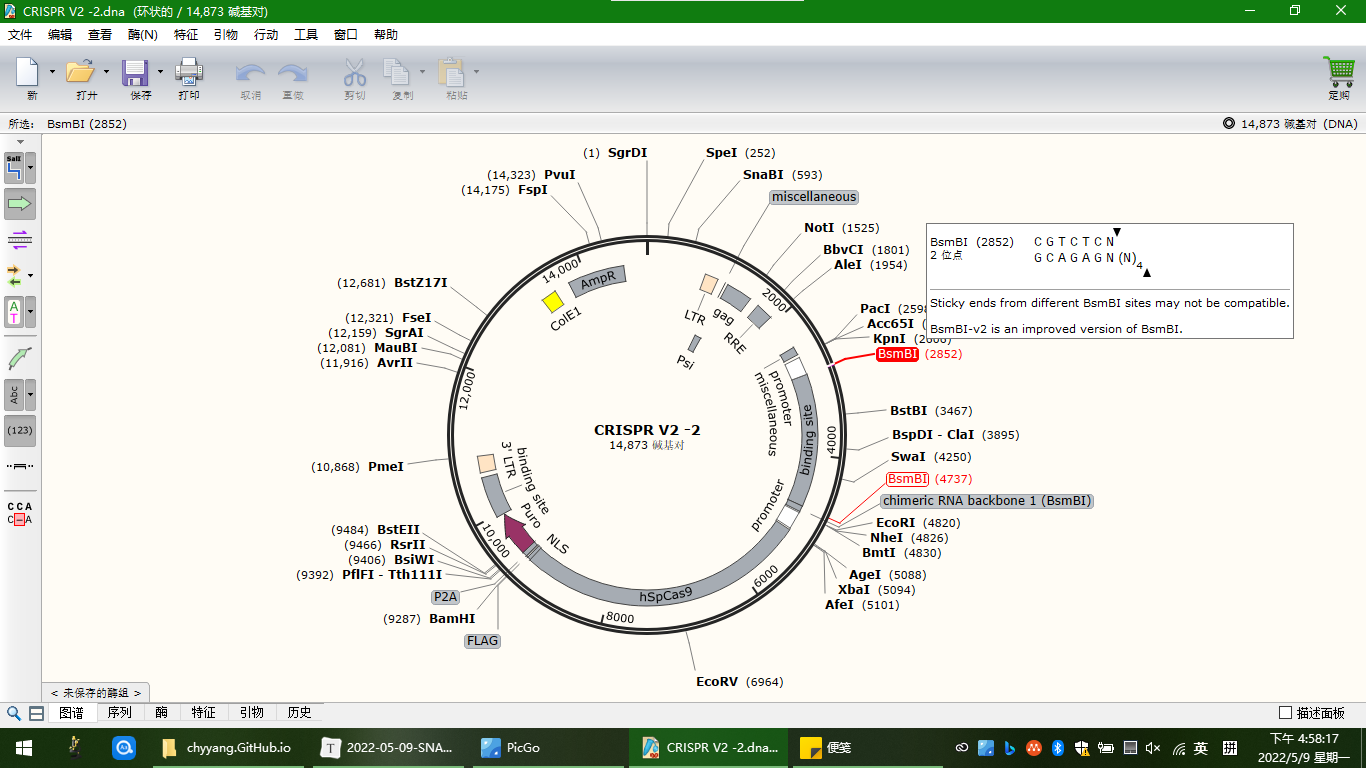 CRISPR V2 -2.dna (环状的 / 14,873 碱基对)
文件 编辑 查看 酶(N) 特征 引物 行动 工具 窗口 帮助
新 打开 保存 打印 取消 重做 剪切 复制 粘贴 定购
所选: BsmBI (2852)
14,873 碱基对 (DNA)
SalI
A
T
Abc
(123)
C C A
C – A
(1) SgrDI
SpeI (252)
(14,323) PvuI
SnaBI (593)
(14,175) FspI
miscellaneous
NotI (1525)
BbvCI (1801)
AleI (1954)
BsmBI (2852)
2 位点
C G T C T C N
G C A G A G N (N)4
Sticky ends from different BsmBI sites may not be compatible.
BsmBI-v2 is an improved version of BsmBI.
(12,681) BstZ17I
PacI (2598
(12,321) FseI
Acc65I
(12,159) SgrAI
KpnI
(12,081) MauBI
BsmBI (2852)
(11,916) AvrII
14,000
AmpR
ColE1
LTR
gag
2000
RRE
Psi
promoter
miscellaneous
binding site
12,000
4000
CRISPR V2 -2
14,873 碱基对
BstBI (3467)
BspDI - ClaI (3895)
SwaI (4250)
(10,868) PmeI
BsmBI (4737)
chimeric RNA backbone 1 (BsmBI)
3' LTR
binding site
Puro
NLS
promoter
10,000
hSpCas9
6000
8000
EcoRI (4820)
(9484) BstEII
NheI (4826)
(9466) RsrII
BmtI (4830)
(9406) BsiWI
(9392) PflFI - Tth111I
AgeI (5088)
XbaI (5094)
P2A
AfeI (5101)
(9287) BamHI
FLAG
EcoRV (6964)
< 未保存的酶组 >
图谱 序列 酶 特征 引物 历史
描述面板
chyyang.GitHub.io
T 2022-05-09-SNA...
PicGo
CRISPR V2 -2.dna...
便笺
英
拼
下午 4:58:17
2022/5/9 星期一